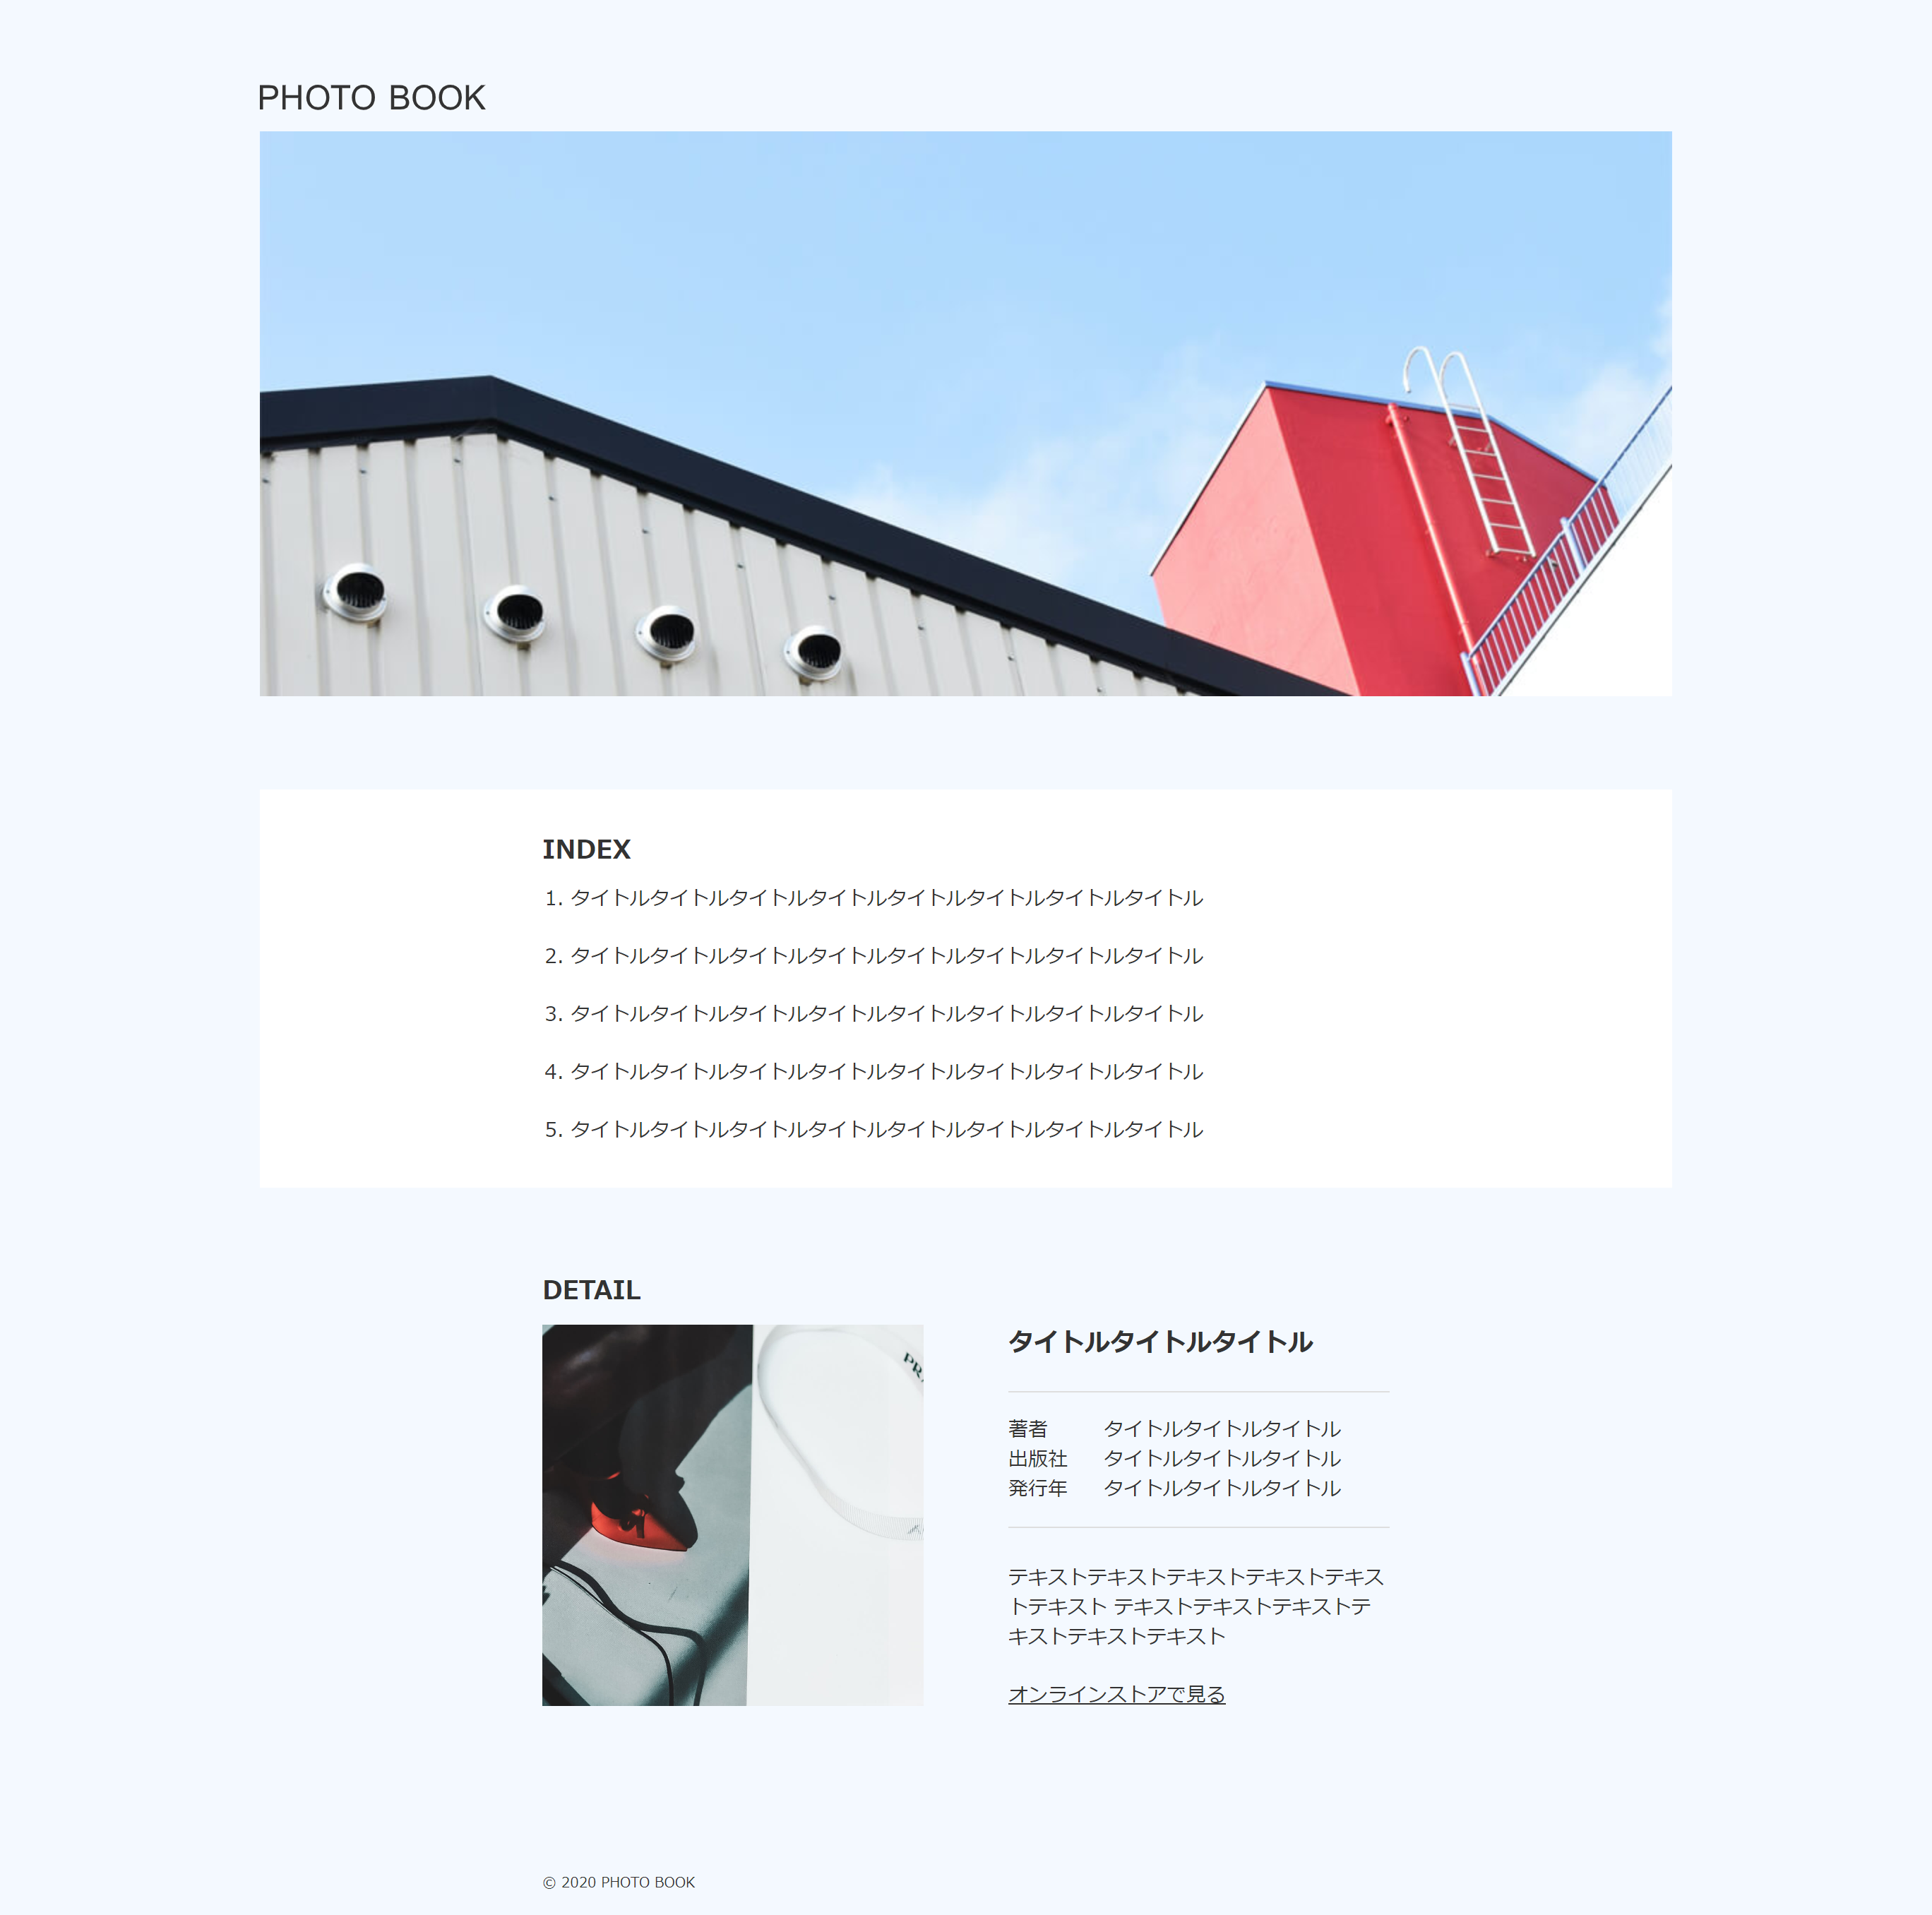 PHOTO BOOK
INDEX
1. タイトルタイトルタイトルタイトルタイトルタイトルタイトルタイトル
2. タイトルタイトルタイトルタイトルタイトルタイトルタイトルタイトル
3. タイトルタイトルタイトルタイトルタイトルタイトルタイトルタイトル
4. タイトルタイトルタイトルタイトルタイトルタイトルタイトルタイトル
5. タイトルタイトルタイトルタイトルタイトルタイトルタイトルタイトル
DETAIL
PR
タイトルタイトルタイトル
著者 タイトルタイトルタイトル
出版社 タイトルタイトルタイトル
発行年 タイトルタイトルタイトル
テキストテキストテキストテキストテキス
トテキスト テキストテキストテキストテ
キストテキストテキスト
オンラインストアで見る
© 2020 PHOTO BOOK